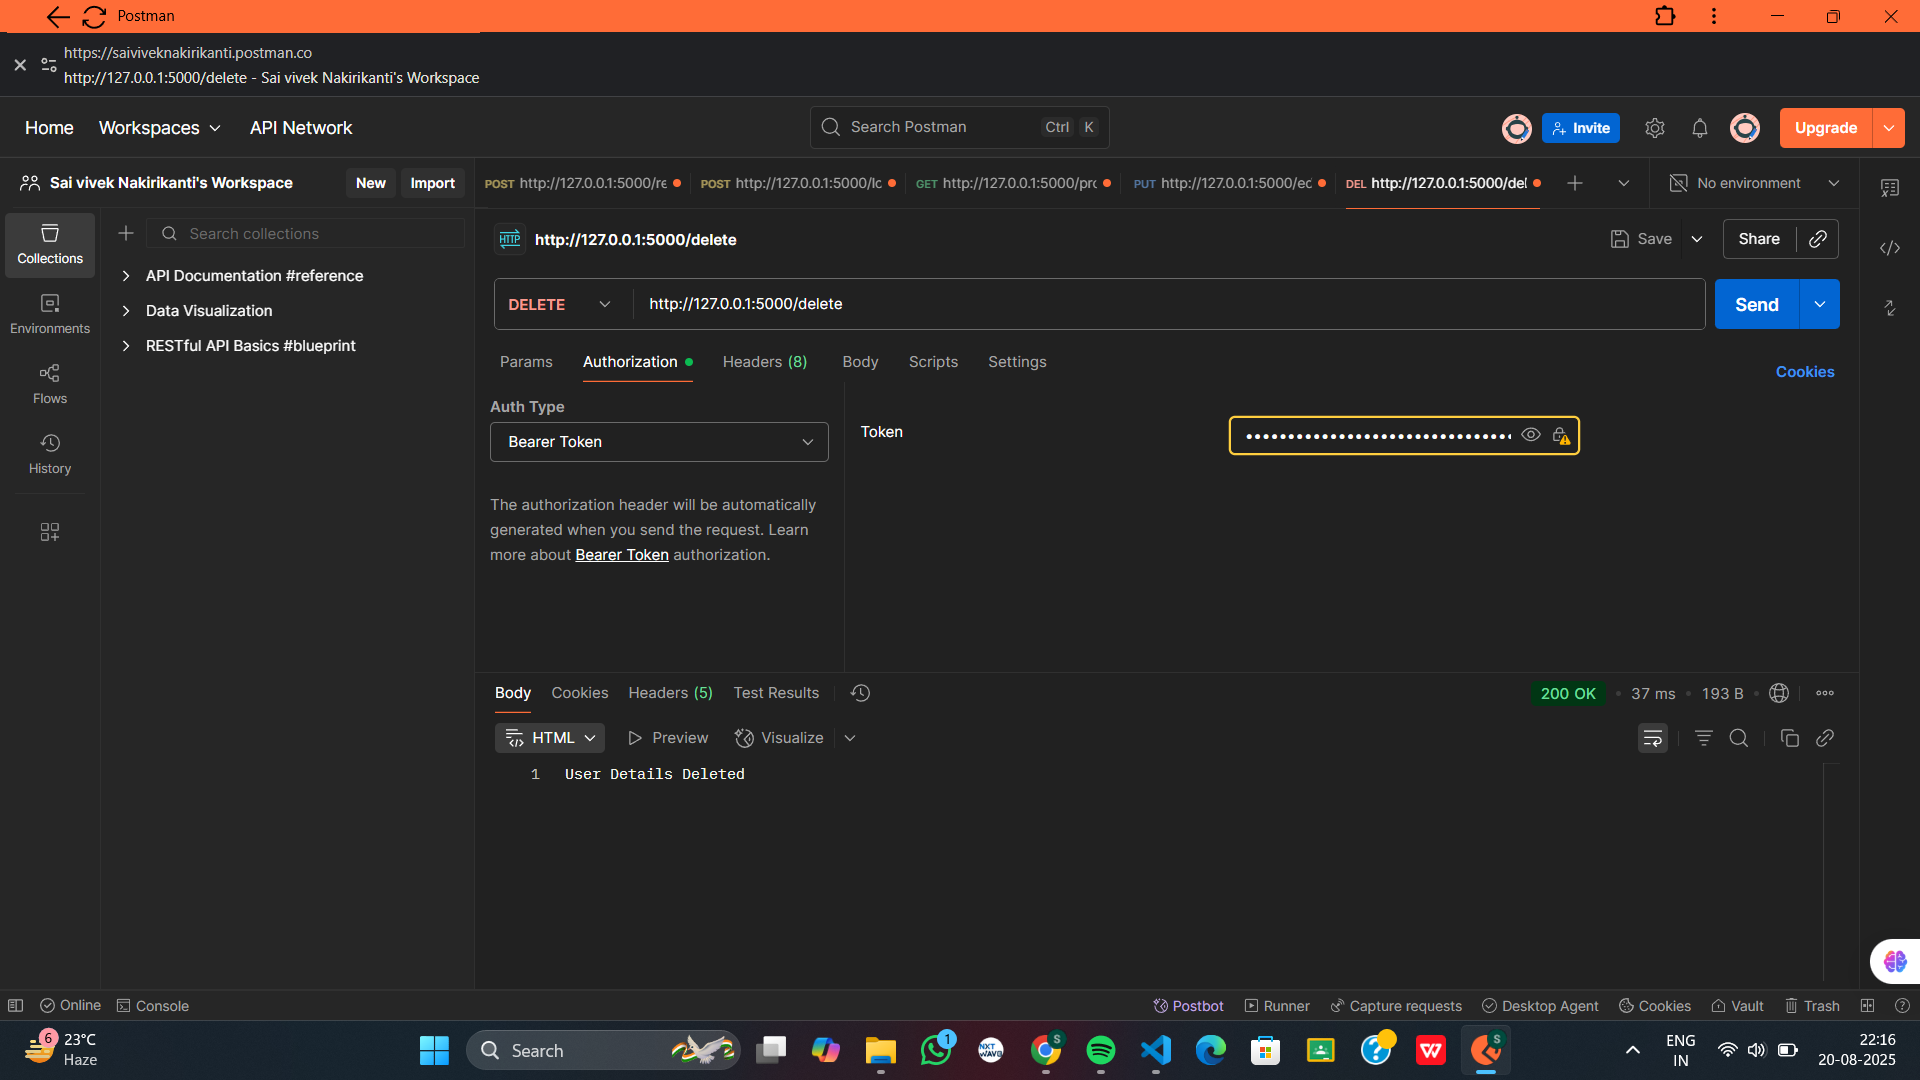 Postman
https://saiviveknakirikanti.postman.co
http://127.0.0.1:5000/delete - Sai vivek Nakirikanti's Workspace
Home Workspaces API Network
Search Postman Ctrl K
Invite
Upgrade
Sai vivek Nakirikanti's Workspace New Import
POST http://127.0.0.1:5000/re
POST http://127.0.0.1:5000/lo
GET http://127.0.0.1:5000/pro
PUT http://127.0.0.1:5000/ed
DEL http://127.0.0.1:5000/del
No environment
Collections
Environments
Flows
History
Search collections
API Documentation #reference
Data Visualization
RESTful API Basics #blueprint
HTTP http://127.0.0.1:5000/delete
Save Share
DELETE http://127.0.0.1:5000/delete Send
Params Authorization Headers (8) Body Scripts Settings
Cookies
Auth Type
Bearer Token
The authorization header will be automatically
generated when you send the request. Learn
more about Bearer Token authorization.
Token
Body Cookies Headers (5) Test Results
200 OK 37 ms 193 B
HTML Preview Visualize
1 User Details Deleted
Online Console
Postbot Runner Capture requests Desktop Agent Cookies Vault Trash
6
23°C
Haze
Search
1
NXT
WAVE
S
S
ENG
IN
22:16
20-08-2025